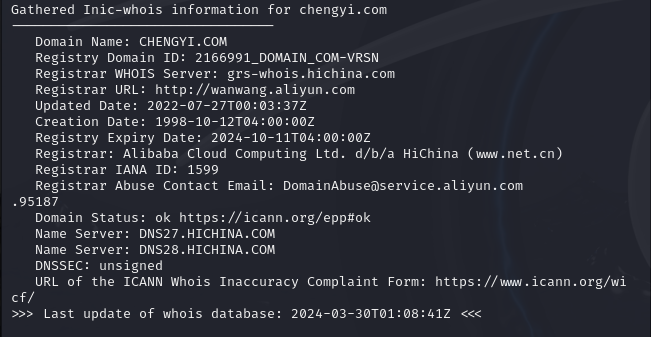 Gathered Inic-whois information for chengyi.com
Domain Name: CHENGYI.COM
Registry Domain ID: 2166991_DOMAIN_COM-VRSN
Registrar WHOIS Server: grs-whois.hichina.com
Registrar URL: http://wanwang.aliyun.com
Updated Date: 2022-07-27T00:03:37Z
Creation Date: 1998-10-12T04:00:00Z
Registry Expiry Date: 2024-10-11T04:00:00Z
Registrar: Alibaba Cloud Computing Ltd. d/b/a HiChina (www.net.cn)
Registrar IANA ID: 1599
Registrar Abuse Contact Email: DomainAbuse@service.aliyun.com
.95187
Domain Status: ok https://icann.org/epp#ok
Name Server: DNS27.HICHINA.COM
Name Server: DNS28.HICHINA.COM
DNSSEC: unsigned
URL of the ICANN Whois Inaccuracy Complaint Form: https://www.icann.org/wi
cf/
>>> Last update of whois database: 2024-03-30T01:08:41Z <<<